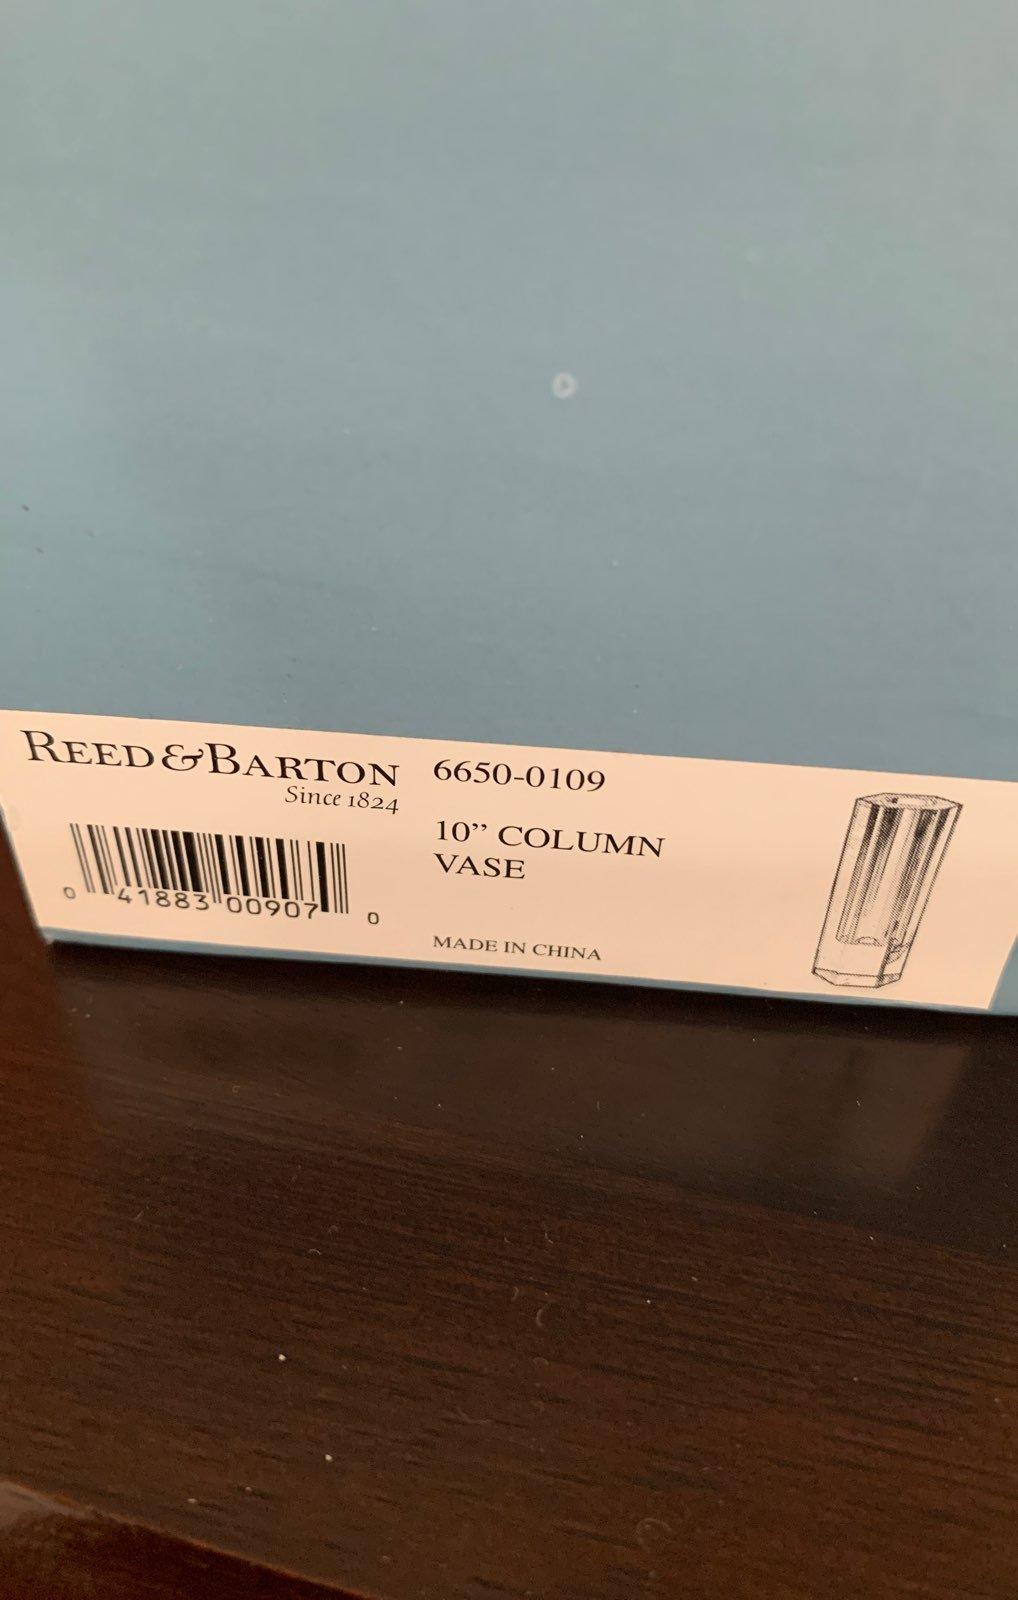 REED & BARTON
Since 1824
0 41883 00907 0
6650-0109
10” COLUMN
VASE
MADE IN CHINA